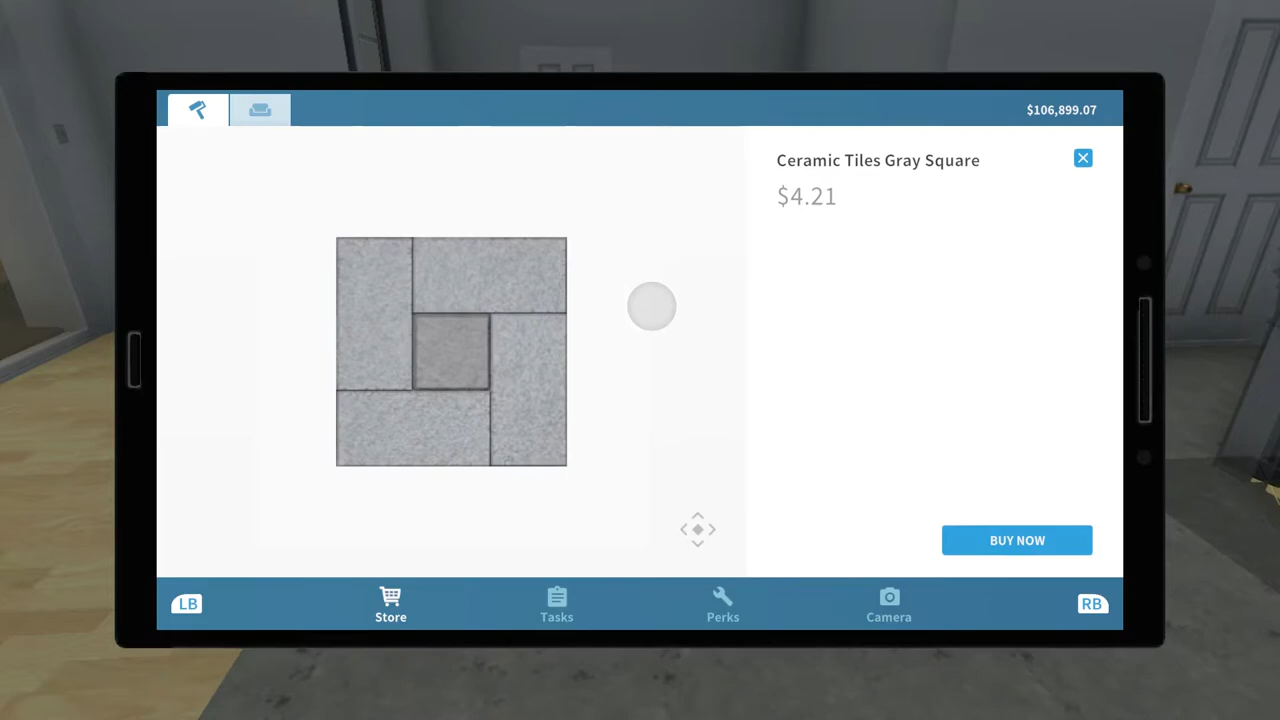 $106,899.07
Ceramic Tiles Gray Square
$4.21
BUY NOW
LB
Store
Tasks
Perks
Camera
RB